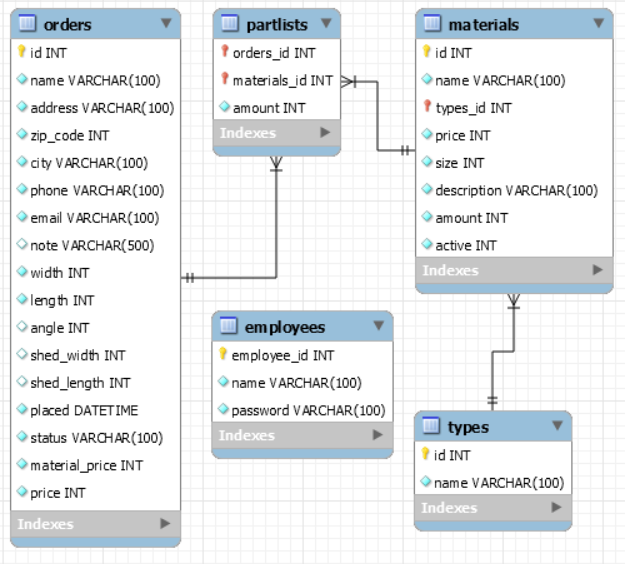 orders
id INT
name VARCHAR(100)
address VARCHAR(100)
zip_code INT
city VARCHAR(100)
phone VARCHAR(100)
email VARCHAR(100)
note VARCHAR(500)
width INT
length INT
angle INT
shed_width INT
shed_length INT
placed DATETIME
status VARCHAR(100)
material_price INT
price INT
Indexes
partlists
orders_id INT
materials_id INT
amount INT
Indexes
materials
id INT
name VARCHAR(100)
types_id INT
price INT
size INT
description VARCHAR(100)
amount INT
active INT
Indexes
employees
employee_id INT
name VARCHAR(100)
password VARCHAR(100)
Indexes
types
id INT
name VARCHAR(100)
Indexes